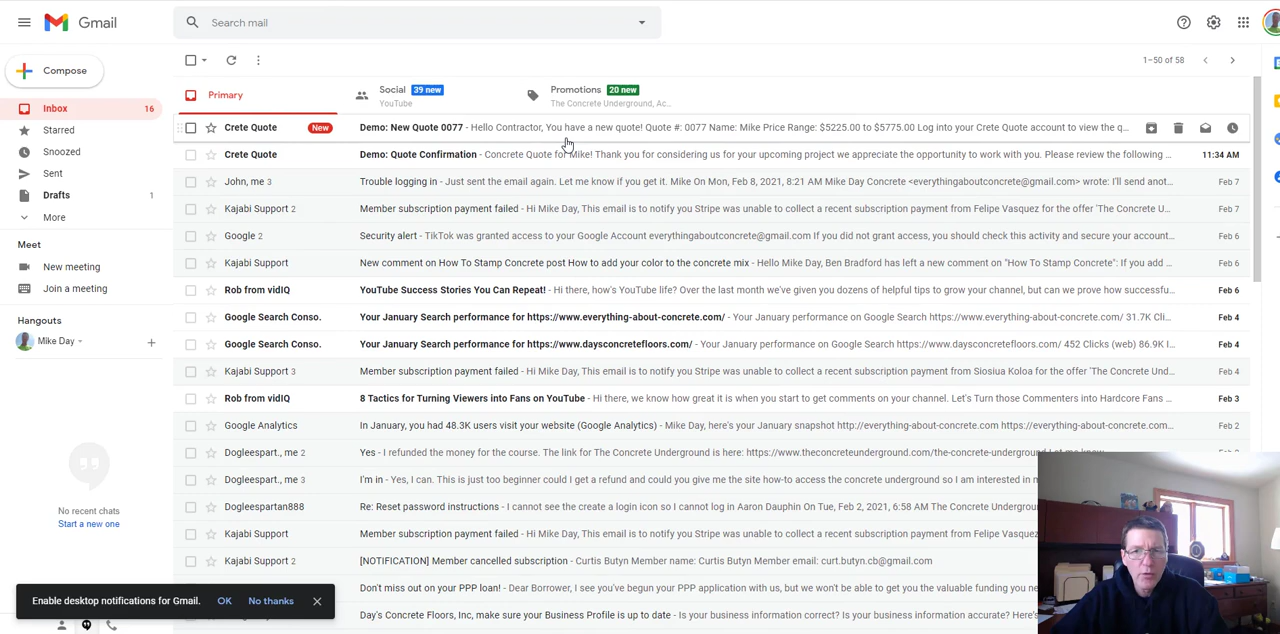 Gmail
Search mail
Compose
1–50 of 58
Inbox 16
Starred
Snoozed
Sent
Drafts 1
More
Meet
New meeting
Join a meeting
Hangouts
Mike Day
No recent chats
Start a new one
Primary
Social 39 new
YouTube
Promotions 20 new
The Concrete Underground, Ac...
Crete Quote New Demo: New Quote 0077 - Hello Contractor, You have a new quote! Quote #: 0077 Name: Mike Price Range: $5225.00 to $5775.00 Log into your Crete Quote account to view the q...
Crete Quote Demo: Quote Confirmation - Concrete Quote for Mike! Thank you for considering us for your upcoming project we appreciate the opportunity to work with you. Please review the following ... 11:34 AM
John, me 3 Trouble logging in - Just sent the email again. Let me know if you get it. Mike On Mon, Feb 8, 2021, 8:21 AM Mike Day Concrete <everythingaboutconcrete@gmail.com> wrote: I'll send anot... Feb 7
Kajabi Support 2 Member subscription payment failed - Hi Mike Day, This email is to notify you Stripe was unable to collect a recent subscription payment from Felipe Vasquez for the offer 'The Concrete U... Feb 7
Google 2 Security alert - TikTok was granted access to your Google Account everythingaboutconcrete@gmail.com If you did not grant access, you should check this activity and secure your account.... Feb 6
Kajabi Support New comment on How To Stamp Concrete post How to add your color to the concrete mix - Hello Mike Day, Ben Bradford has left a new comment on "How To Stamp Concrete": If you add ... Feb 6
Rob from vidIQ YouTube Success Stories You Can Repeat! - Hi there, how's YouTube life? Over the last month we've given you dozens of helpful tips to grow your channel, but can we prove how successfu... Feb 6
Google Search Conso. Your January Search performance for https://www.everything-about-concrete.com/ - Your January performance on Google Search https://www.everything-about-concrete.com/ 31.7K Cli... Feb 4
Google Search Conso. Your January Search performance for https://www.daysconcretefloors.com/ - Your January performance on Google Search https://www.daysconcretefloors.com/ 452 Clicks (web) 86.9K I... Feb 4
Kajabi Support 3 Member subscription payment failed - Hi Mike Day, This email is to notify you Stripe was unable to collect a recent subscription payment from Siosiua Koloa for the offer 'The Concrete Und... Feb 4
Rob from vidIQ 8 Tactics for Turning Viewers into Fans on YouTube - Hi there, we know how great it is when you start to get comments on your channel. Let's Turn those Commenters into Hardcore Fans ... Feb 3
Google Analytics In January, you had 48.3K users visit your website (Google Analytics) - Mike Day, here's your January snapshot http://everything-about-concrete.com https://everything-about-concrete.com... Feb 2
Dogleespart., me 2 Yes - I refunded the money for the course. The link for The Concrete Underground is here: https://www.theconcreteunderground.com/the-concrete-underground
Dogleespart., me 3 I'm in - Yes, I can. This is just too beginner could I get a refund and could you give me the site how-to access the concrete underground so I am interested in
Dogleespartan888 Re: Reset password instructions - I cannot see the create a login icon so I cannot log in Aaron Dauphin On Tue, Feb 2, 2021, 6:58 AM The Concrete Underground
Kajabi Support Member subscription payment failed - Hi Mike Day, This email is to notify you Stripe was unable to collect a recent subscription payment from
Kajabi Support 2 [NOTIFICATION] Member cancelled subscription - Curtis Butyn Member name: Curtis Butyn Member email: curt.butyn.cb@gmail.com
Don't miss out on your PPP loan! - Dear Borrower, I see you've begun your PPP application with us, but we won't be able to get you the valuable funding you
Day's Concrete Floors, Inc, make sure your Business Profile is up to date - Is your business information correct? Is your business information accurate? Here's
Enable desktop notifications for Gmail. OK No thanks